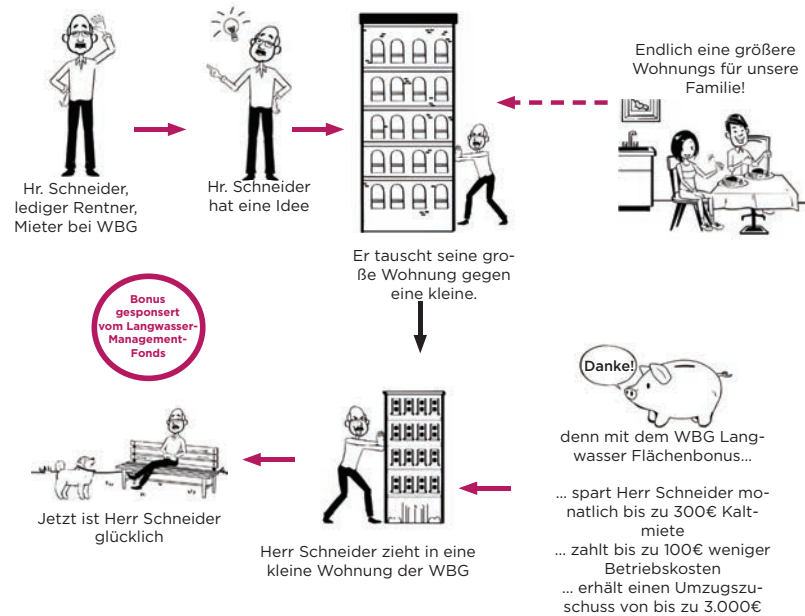 Hr. Schneider,
lediger Rentner,
Mieter bei WBG
Hr. Schneider
hat eine Idee
Er tauscht seine gro-
ße Wohnung gegen
eine kleine.
Endlich eine größere
Wohnungs für unsere
Familie!
Bonus
gesponsert
vom Langwasser-
Management-
Fonds
Danke!
denn mit dem WBG Lang-
wasser Flächenbonus...
... spart Herr Schneider mo-
natlich bis zu 300€ Kalt-
miete
... zahlt bis zu 100€ weniger
Betriebskosten
... erhält einen Umzugszu-
schuss von bis zu 3.000€
Herr Schneider zieht in eine
kleine Wohnung der WBG
Jetzt ist Herr Schneider
glücklich